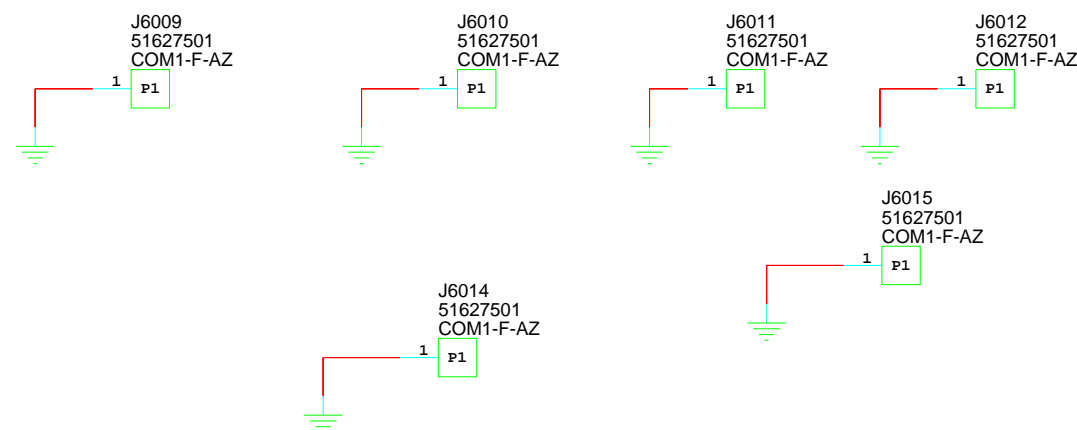 J6009
51627501
COM1-F-AZ
1 P1
J6010
51627501
COM1-F-AZ
1 P1
J6011
51627501
COM1-F-AZ
1 P1
J6012
51627501
COM1-F-AZ
1 P1
J6015
51627501
COM1-F-AZ
1 P1
J6014
51627501
COM1-F-AZ
1 P1